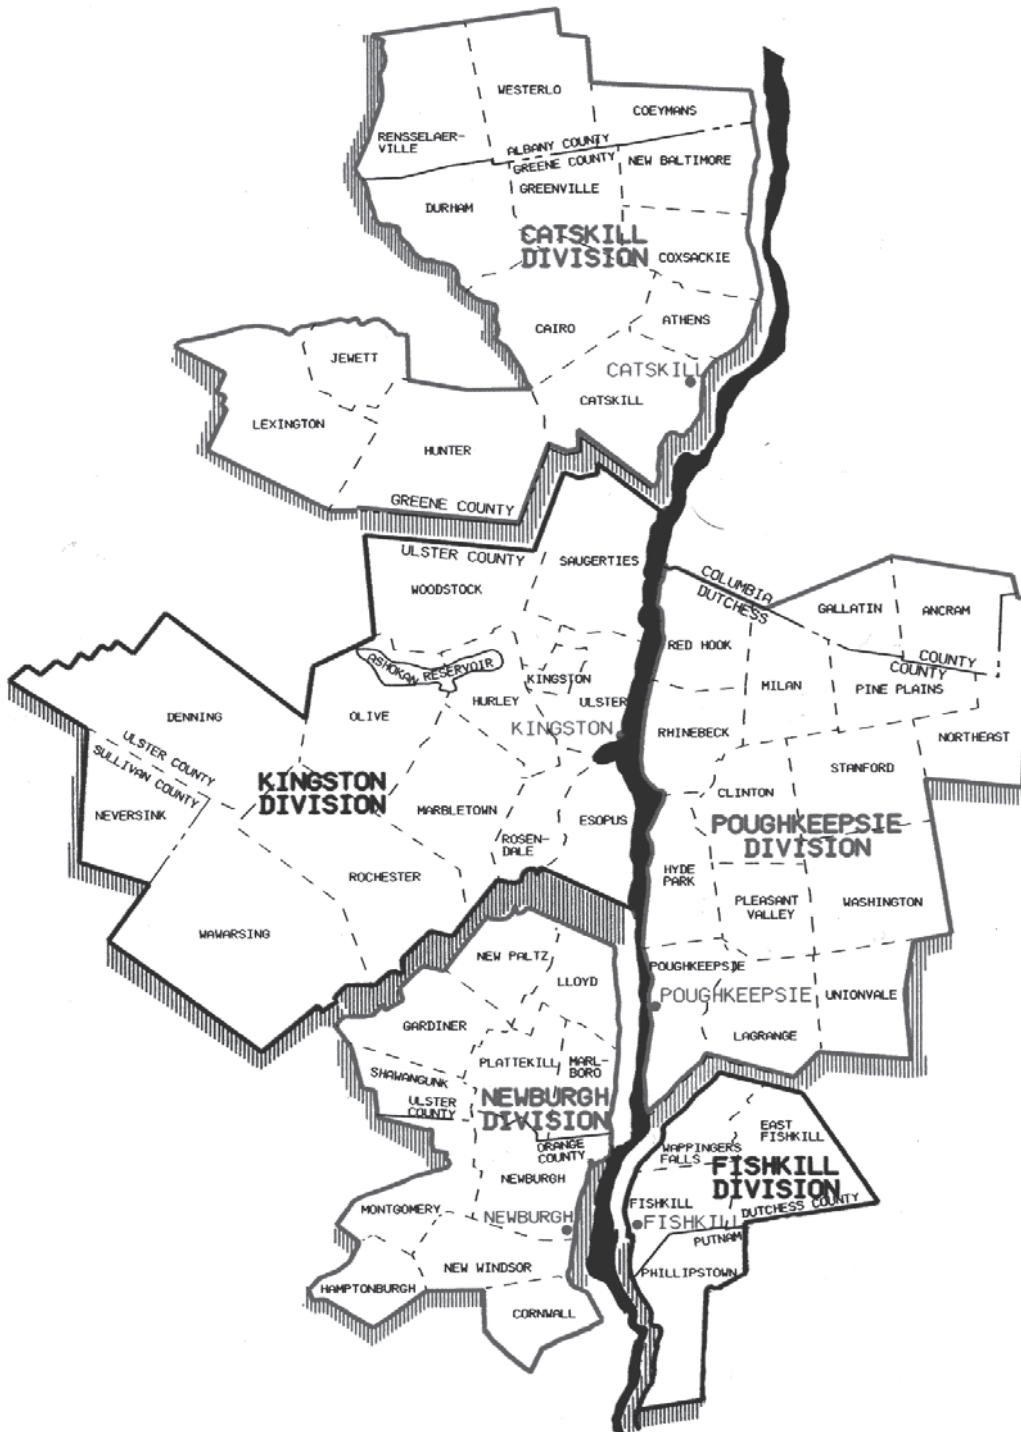 WESTERLO
COEYMANS
RENSSELAER-
VILLE
ALBANY COUNTY
GREENE COUNTY
NEW BALTIMORE
GREENVILLE
DURHAM
CATSKILL
DIVISION
COXSACKIE
ATHENS
CAIRO
JEWETT
CATSKILL
CATSKILL
LEXINGTON
HUNTER
GREENE COUNTY
ULSTER COUNTY
SAUGERTIES
WOODSTOCK
COLUMBIA
DUTCHESS
GALLATIN
ANCRAM
RED HOOK
COUNTY
COUNTY
ASHOKAN RESERVOIR
KINGSTON
MILAN
PINE PLAINS
HURLEY
ULSTER
DENNING
OLIVE
KINGSTON
RHINEBECK
NORTHEAST
ULSTER COUNTY
SULLIVAN COUNTY
STANFORD
KINGSTON
DIVISION
CLINTON
NEVERSINK
MARBLETOWN
ESOPUS
POUGHKEEPSIE
DIVISION
ROSEN-
DALE
HYDE
PARK
ROCHESTER
PLEASANT
VALLEY
WASHINGTON
WAWARSING
NEW PALTZ
LLOYD
POUGHKEEPSIE
POUGHKEEPSIE
UNIONVALE
GARDINER
LAGRANGE
PLATTEKILL
MARL-
BORO
SHAWANGUNK
ULSTER
COUNTY
NEWBURGH
DIVISION
EAST
FISHKILL
ORANGE
COUNTY
WAPPINGERS
FALLS
FISHKILL
DIVISION
NEWBURGH
FISHKILL
DUTCHESS COUNTY
MONTGOMERY
NEWBURGH
FISHKILL
PUTNAM
NEW WINDSOR
PHILLIPSTOWN
HAMPTONBURGH
CORNWALL